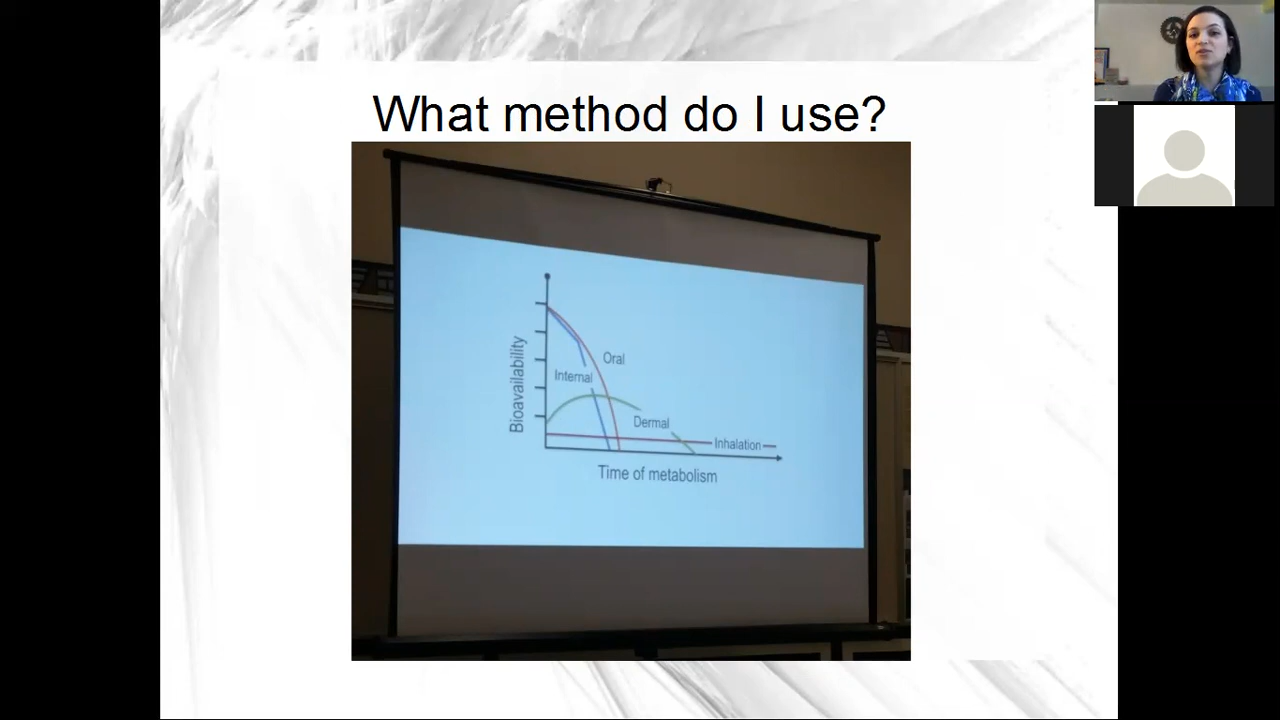 What method do I use?
Bioavailability
Oral
Internal
Dermal
Inhalation
Time of metabolism